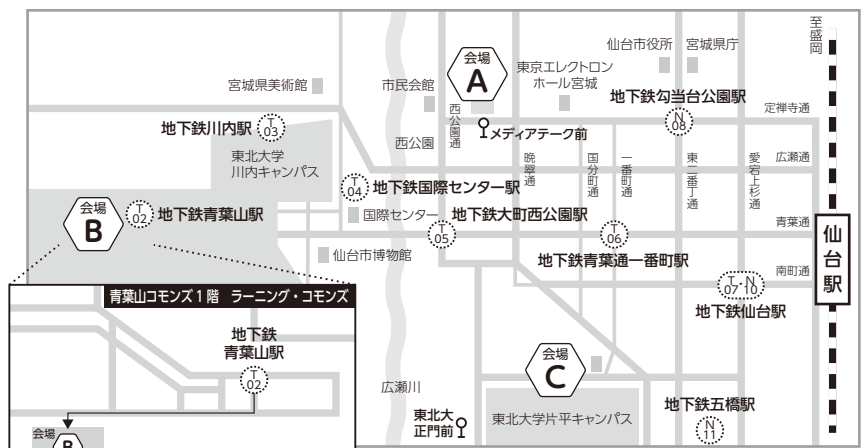 至盛岡
仙台市役所
宮城県庁
会場
A
東京エレクトロン
ホール宮城
宮城県美術館
市民会館
地下鉄勾当台公園駅
定禅寺通
地下鉄川内駅
T
03
西公園通
N
08
メディアテーク前
西公園
東北大学
川内キャンパス
晩翠通
国分町通
一番町通
東二番丁通
愛宕上杉通
広瀬通
T
04
地下鉄国際センター駅
会場
B
T
02
地下鉄青葉山駅
国際センター
地下鉄大町西公園駅
T
05
T
06
青葉通
仙台駅
仙台市博物館
地下鉄青葉通一番町駅
南町通
T・N
07 10
地下鉄仙台駅
青葉山コモンズ1階 ラーニング・コモンズ
地下鉄
青葉山駅
T
02
会場
B
会場
C
広瀬川
東北大
正門前
東北大学片平キャンパス
地下鉄五橋駅
N
11